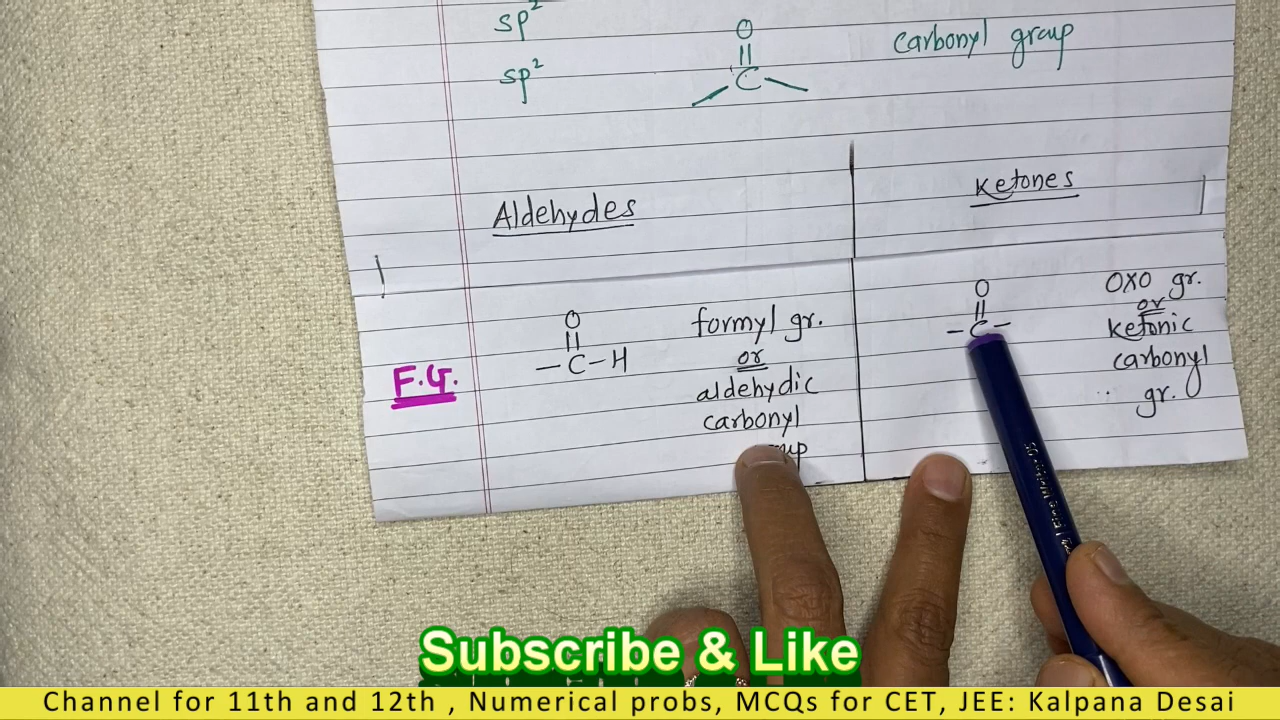 sp²
O
||
sp² C carbonyl group
Aldehydes
Ketones
1)
O
||
— C – H
formyl gr.
or
aldehydic
carbonyl
F.G.
O
||
– C –
oxo gr.
or
ketonic
carbonyl
gr.
Subscribe & Like
Channel for 11th and 12th , Numerical probs, MCQs for CET, JEE: Kalpana Desai